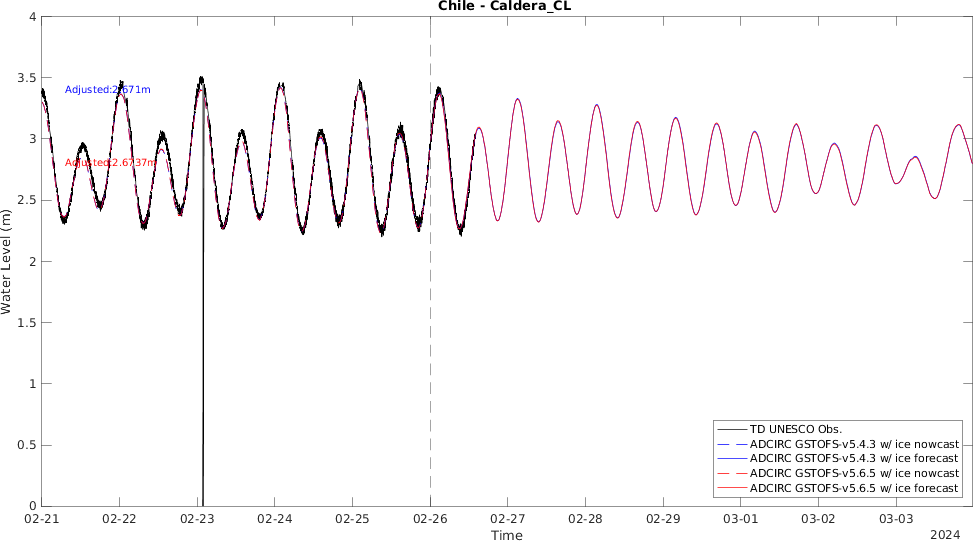 Chile - Caldera_CL
4
3.5
3
2.5
2
1.5
1
0.5
0
Water Level (m)
Adjusted:2.671m
Adjusted:2.6737m
TD UNESCO Obs.
ADCIRC GSTOFS-v5.4.3 w/ ice nowcast
ADCIRC GSTOFS-v5.4.3 w/ ice forecast
ADCIRC GSTOFS-v5.6.5 w/ ice nowcast
ADCIRC GSTOFS-v5.6.5 w/ ice forecast
02-21 02-22 02-23 02-24 02-25 02-26 02-27 02-28 02-29 03-01 03-02 03-03
Time
2024